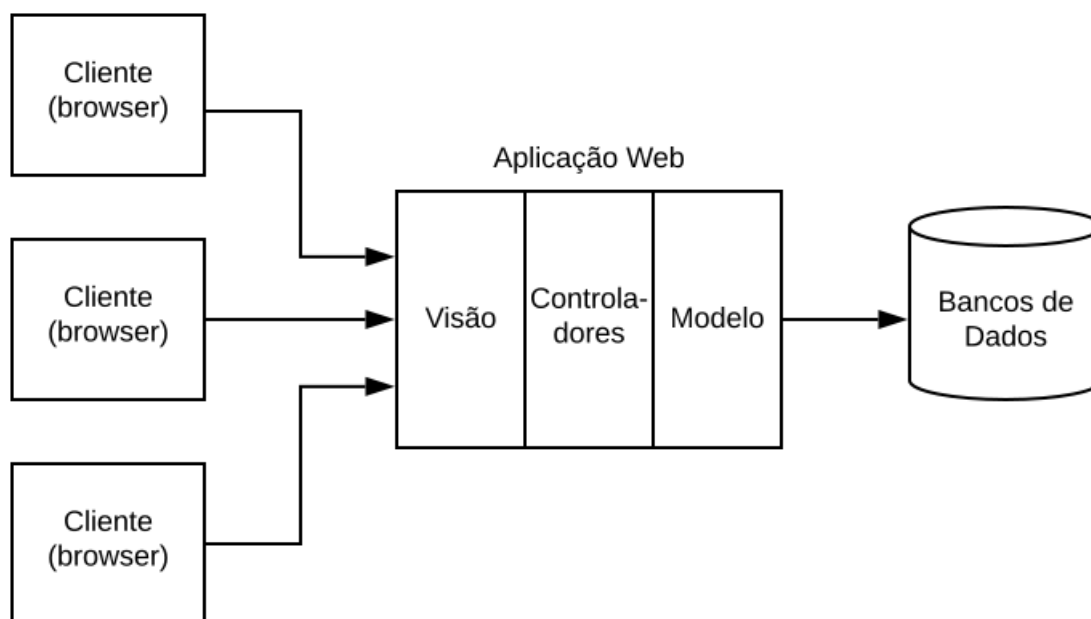 Cliente
(browser)
Aplicação Web
Cliente
(browser)
Visão
Controla-
dores
Modelo
Bancos de
Dados
Cliente
(browser)